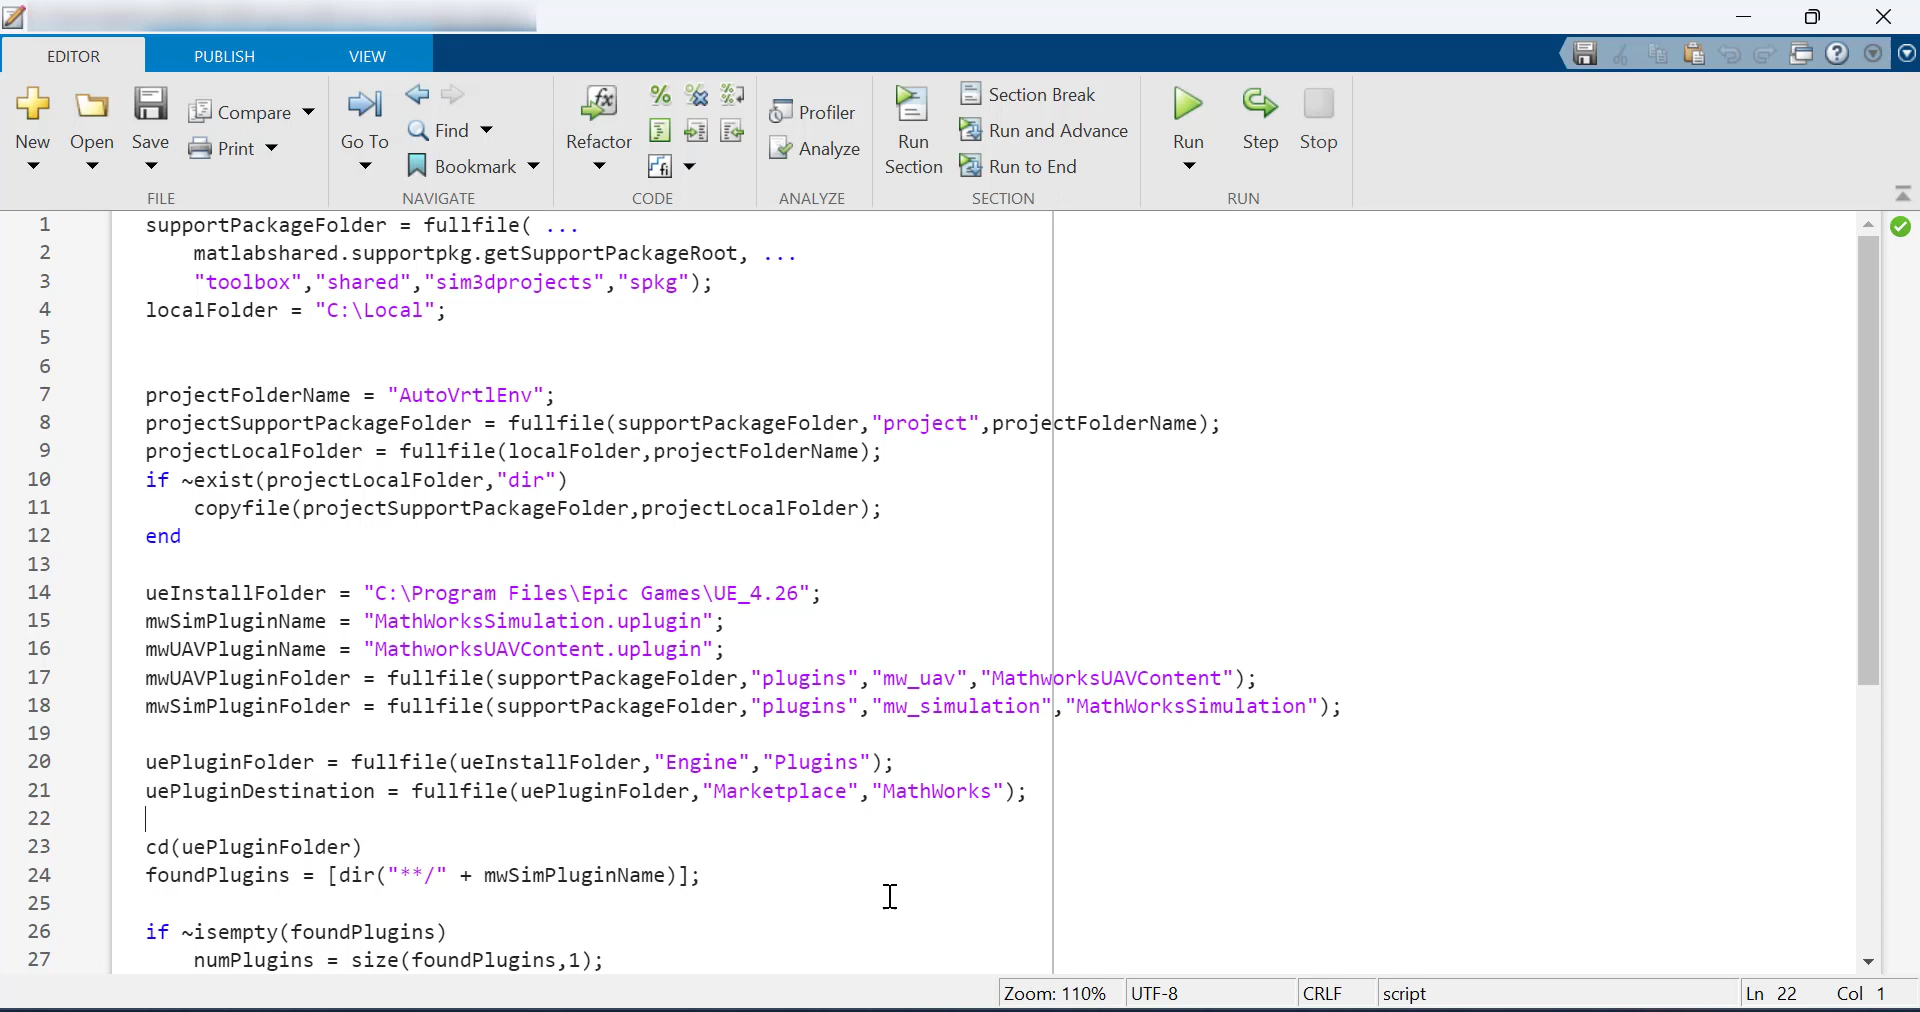 EDITOR PUBLISH VIEW
New Open Save Compare Print
FILE
Go To Find Bookmark
NAVIGATE
Refactor
CODE
Profiler
Analyze
ANALYZE
Run Section
Section Break
Run and Advance
Run to End
SECTION
Run Step Stop
RUN
1 supportPackageFolder = fullfile( ...
2 matlabshared.supportpkg.getSupportPackageRoot, ...
3 "toolbox","shared","sim3dprojects","spkg");
4 localFolder = "C:\Local";
5
6
7 projectFolderName = "AutoVrtlEnv";
8 projectSupportPackageFolder = fullfile(supportPackageFolder,"project",projectFolderName);
9 projectLocalFolder = fullfile(localFolder,projectFolderName);
10 if ~exist(projectLocalFolder,"dir")
11 copyfile(projectSupportPackageFolder,projectLocalFolder);
12 end
13
14 ueInstallFolder = "C:\Program Files\Epic Games\UE_4.26";
15 mwSimPluginName = "MathWorksSimulation.uplugin";
16 mwUAVPluginName = "MathworksUAVContent.uplugin";
17 mwUAVPluginFolder = fullfile(supportPackageFolder,"plugins","mw_uav","MathworksUAVContent");
18 mwSimPluginFolder = fullfile(supportPackageFolder,"plugins","mw_simulation","MathWorksSimulation");
19
20 uePluginFolder = fullfile(ueInstallFolder,"Engine","Plugins");
21 uePluginDestination = fullfile(uePluginFolder,"Marketplace","MathWorks");
22
23 cd(uePluginFolder)
24 foundPlugins = [dir("**/" + mwSimPluginName)];
25
26 if ~isempty(foundPlugins)
27 numPlugins = size(foundPlugins,1);
Zoom: 110% UTF-8 CRLF script Ln 22 Col 1